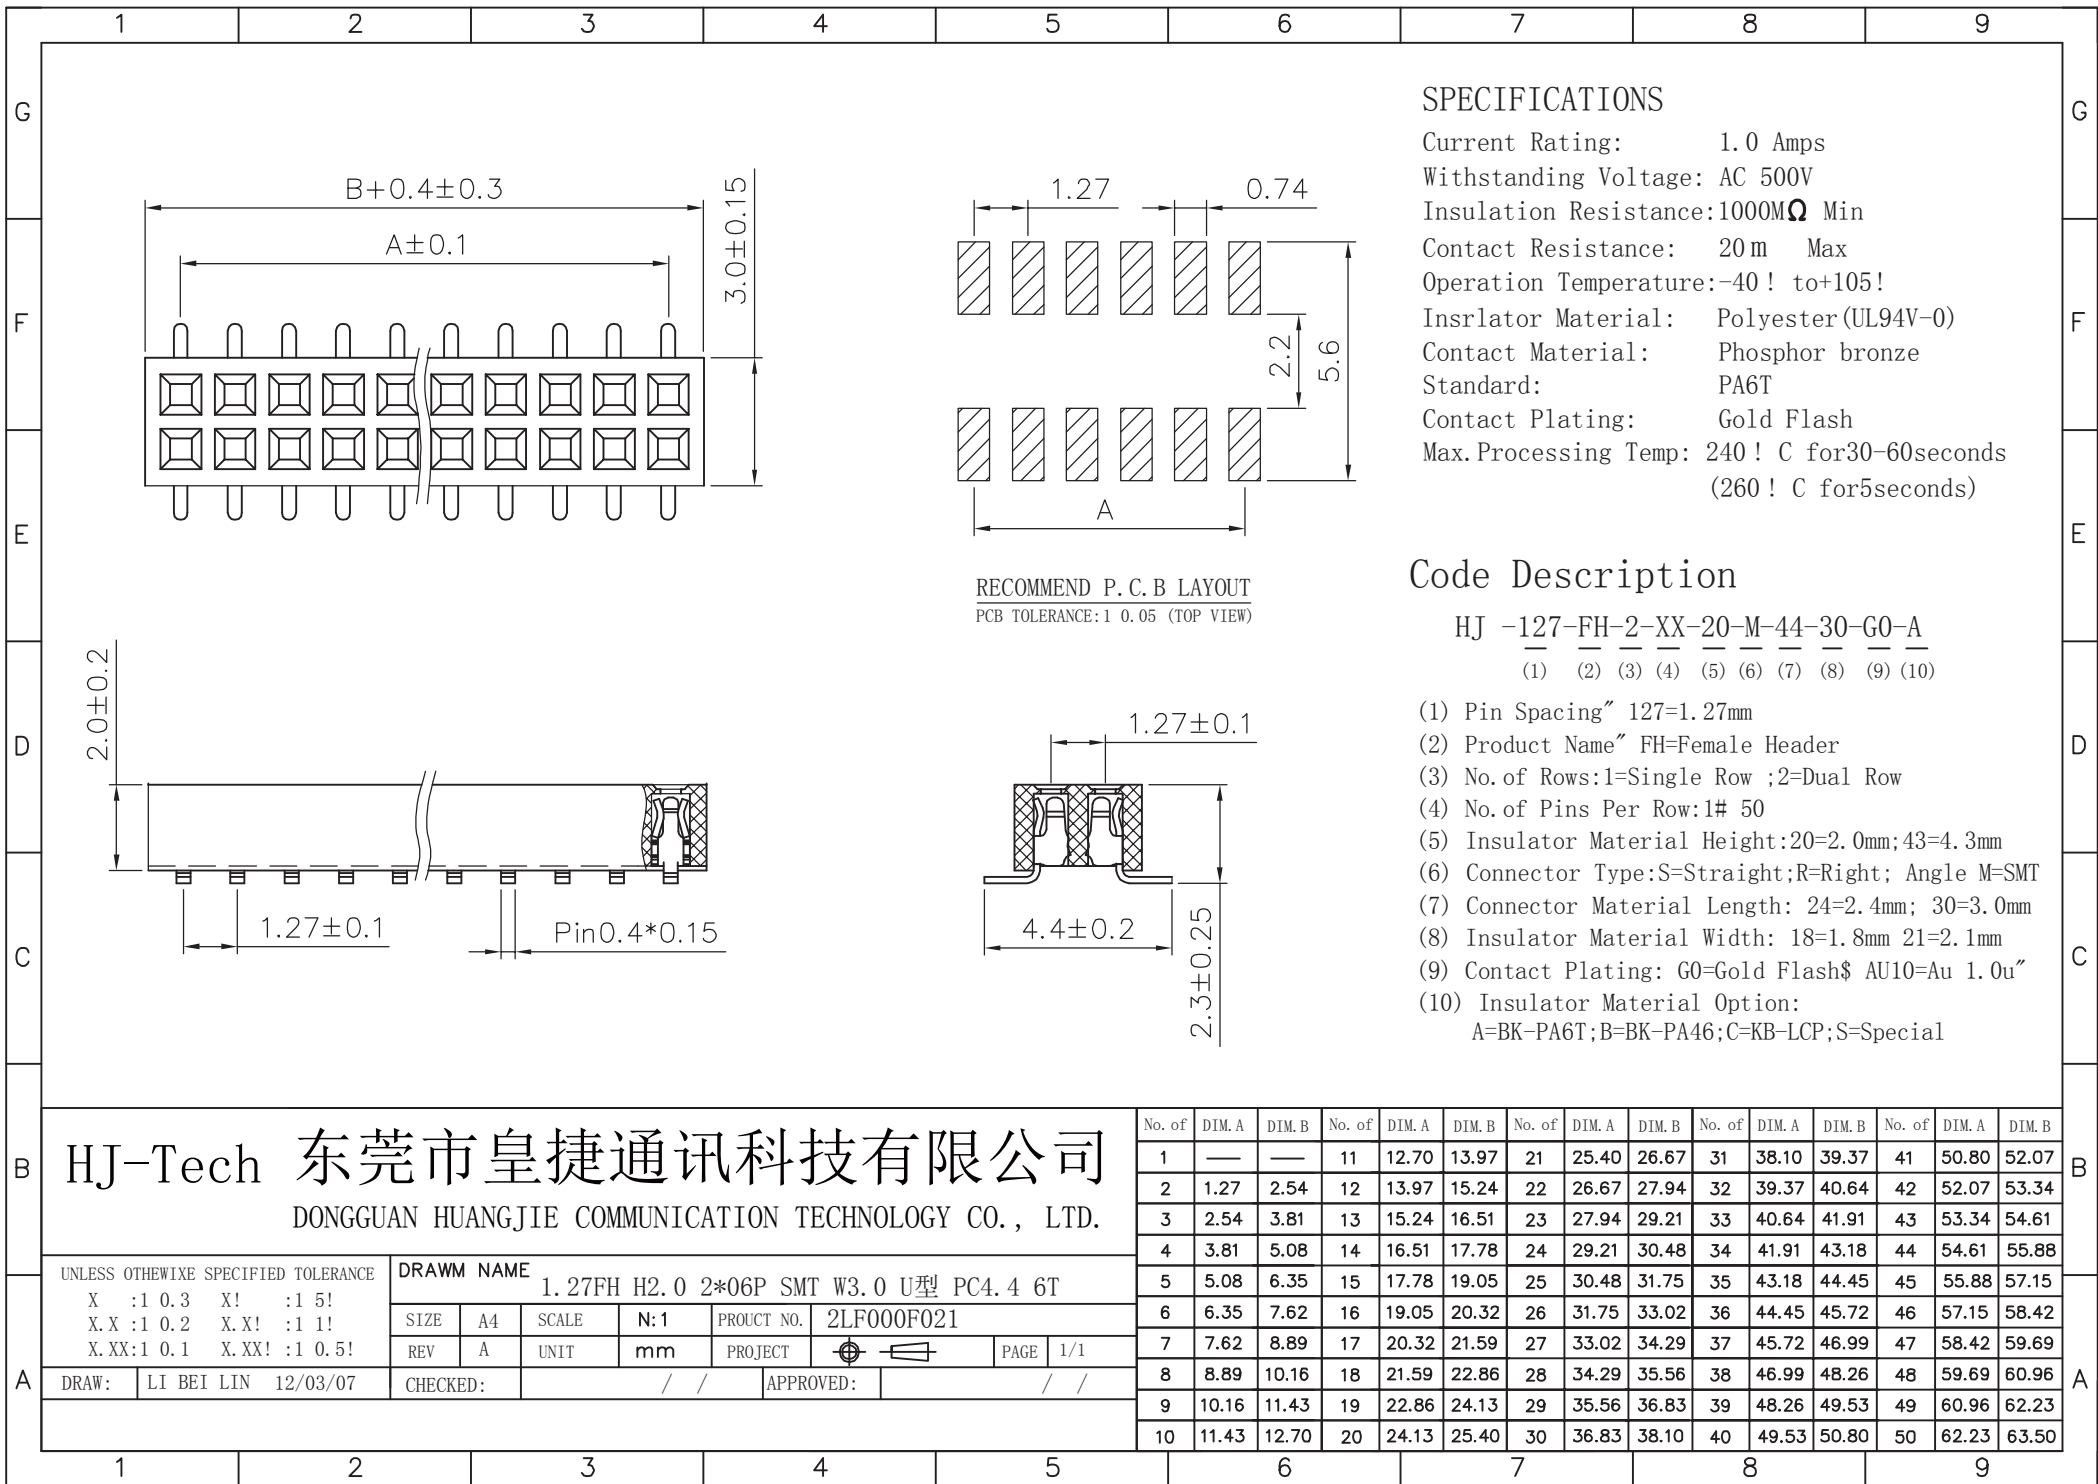 1 2 3 4 5 6 7 8 9
G
F
E
D
C
B
A
G
F
E
D
C
B
A
B+0.4±0.3
A±0.1
3.0±0.15
1.27
0.74
2.2
5.6
A
RECOMMEND P.C.B LAYOUT
PCB TOLERANCE:1 0.05 (TOP VIEW)
2.0±0.2
1.27±0.1
Pin0.4*0.15
1.27±0.1
4.4±0.2
2.3±0.25
SPECIFICATIONS
Current Rating: 1.0 Amps
Withstanding Voltage: AC 500V
Insulation Resistance:1000MΩ Min
Contact Resistance: 20m Max
Operation Temperature:-40! to+105!
Insrlator Material: Polyester(UL94V-0)
Contact Material: Phosphor bronze
Standard: PA6T
Contact Plating: Gold Flash
Max.Processing Temp: 240! C for30-60seconds
(260! C for5seconds)
Code Description
HJ -127-FH-2-XX-20-M-44-30-G0-A
(1) (2) (3) (4) (5) (6) (7) (8) (9) (10)
(1) Pin Spacing″ 127=1.27mm
(2) Product Name″ FH=Female Header
(3) No.of Rows:1=Single Row ;2=Dual Row
(4) No.of Pins Per Row:1# 50
(5) Insulator Material Height:20=2.0mm;43=4.3mm
(6) Connector Type:S=Straight;R=Right; Angle M=SMT
(7) Connector Material Length: 24=2.4mm; 30=3.0mm
(8) Insulator Material Width: 18=1.8mm 21=2.1mm
(9) Contact Plating: G0=Gold Flash$ AU10=Au 1.0u″
(10) Insulator Material Option:
A=BK-PA6T;B=BK-PA46;C=KB-LCP;S=Special
HJ-Tech 东莞市皇捷通讯科技有限公司
DONGGUAN HUANGJIE COMMUNICATION TECHNOLOGY CO., LTD.
UNLESS OTHEWIXE SPECIFIED TOLERANCE
X :1 0.3 X! :1 5!
X.X :1 0.2 X.X! :1 1!
X.XX:1 0.1 X.XX! :1 0.5!
DRAWM NAME 1.27FH H2.0 2*06P SMT W3.0 U型 PC4.4 6T
SIZE A4 SCALE N:1 PROUCT NO. 2LF000F021
REV A UNIT mm PROJECT PAGE 1/1
DRAW: LI BEI LIN 12/03/07 CHECKED: / / APPROVED: / /
No. of DIM.A DIM.B No. of DIM.A DIM.B No. of DIM.A DIM.B No. of DIM.A DIM.B No. of DIM.A DIM.B
1 — — 11 12.70 13.97 21 25.40 26.67 31 38.10 39.37 41 50.80 52.07
2 1.27 2.54 12 13.97 15.24 22 26.67 27.94 32 39.37 40.64 42 52.07 53.34
3 2.54 3.81 13 15.24 16.51 23 27.94 29.21 33 40.64 41.91 43 53.34 54.61
4 3.81 5.08 14 16.51 17.78 24 29.21 30.48 34 41.91 43.18 44 54.61 55.88
5 5.08 6.35 15 17.78 19.05 25 30.48 31.75 35 43.18 44.45 45 55.88 57.15
6 6.35 7.62 16 19.05 20.32 26 31.75 33.02 36 44.45 45.72 46 57.15 58.42
7 7.62 8.89 17 20.32 21.59 27 33.02 34.29 37 45.72 46.99 47 58.42 59.69
8 8.89 10.16 18 21.59 22.86 28 34.29 35.56 38 46.99 48.26 48 59.69 60.96
9 10.16 11.43 19 22.86 24.13 29 35.56 36.83 39 48.26 49.53 49 60.96 62.23
10 11.43 12.70 20 24.13 25.40 30 36.83 38.10 40 49.53 50.80 50 62.23 63.50
1 2 3 4 5 6 7 8 9